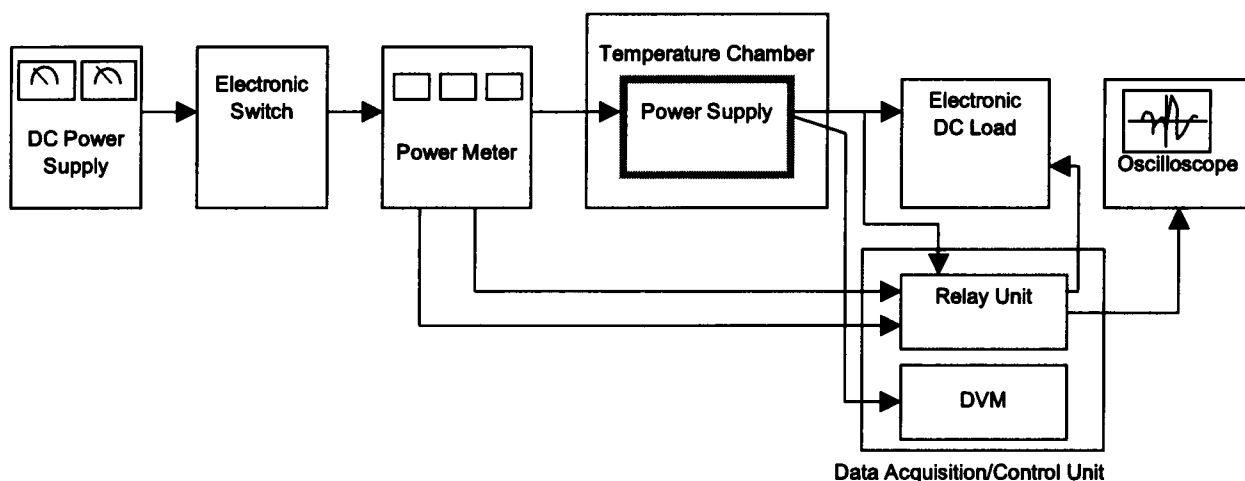 DC Power
Supply
Electronic
Switch
Power Meter
Temperature Chamber
Power Supply
Electronic
DC Load
Oscilloscope
Relay Unit
DVM
Data Acquisition/Control Unit